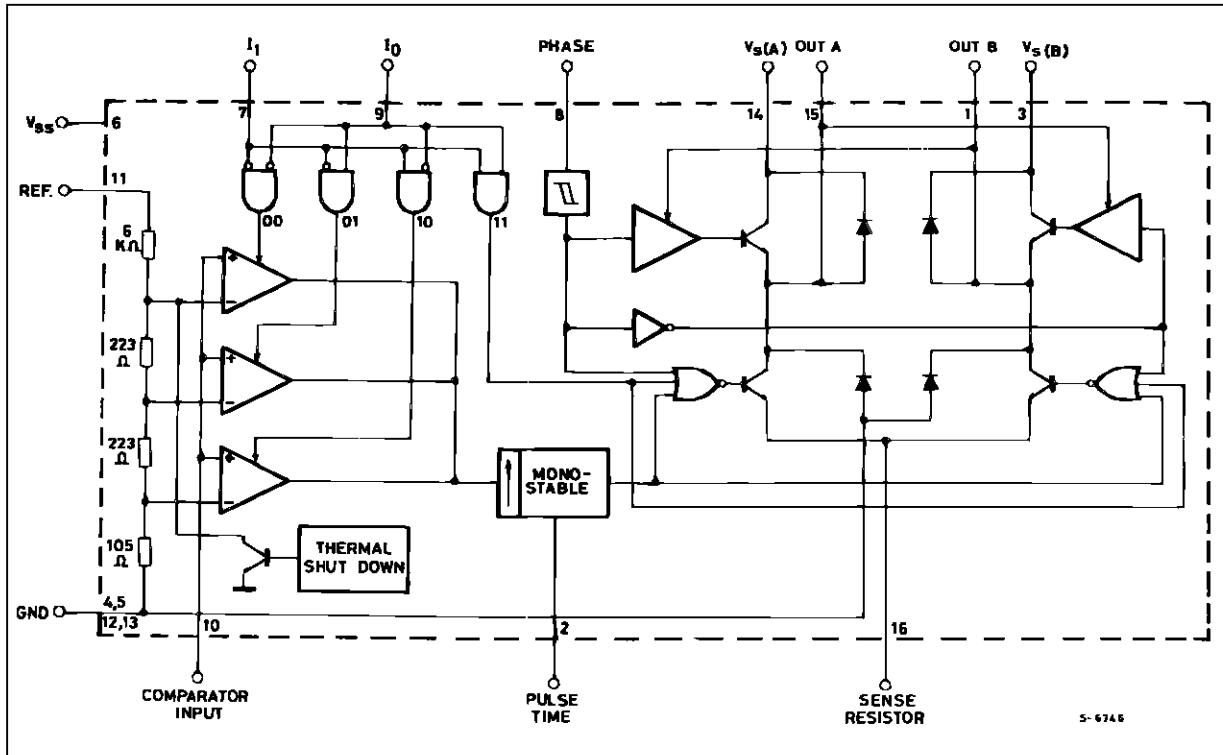 I1
I0
PHASE
Vs(A)
OUT A
OUT B
Vs(B)
Vss
6
7
9
8
14
15
1
3
REF.
11
00
01
10
11
6
KΩ
+
−
223
Ω
+
−
223
Ω
+
−
MONO-
STABLE
105
Ω
THERMAL
SHUT DOWN
GND
4,5
12,13
10
2
16
COMPARATOR
INPUT
PULSE
TIME
SENSE
RESISTOR
S-6746